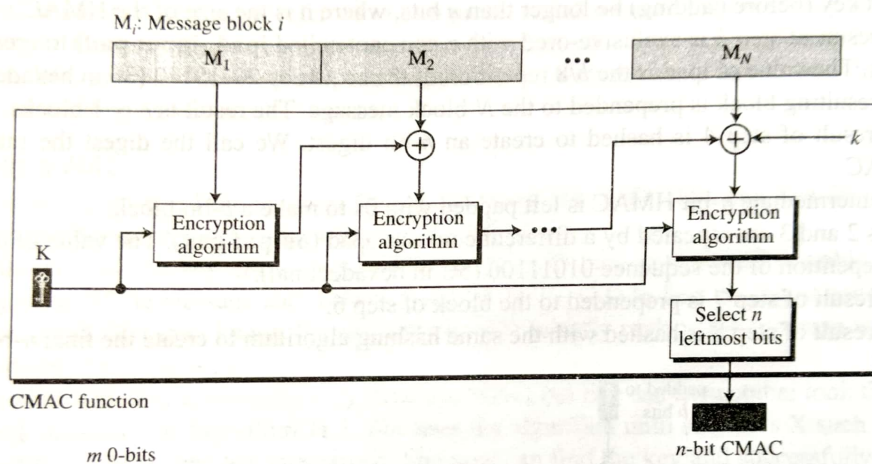 Mᵢ: Message block i
M₁
M₂
•••
M_N
+
+
k
Encryption algorithm
Encryption algorithm
•••
Encryption algorithm
K
Select n leftmost bits
CMAC function
n-bit CMAC
m 0-bits